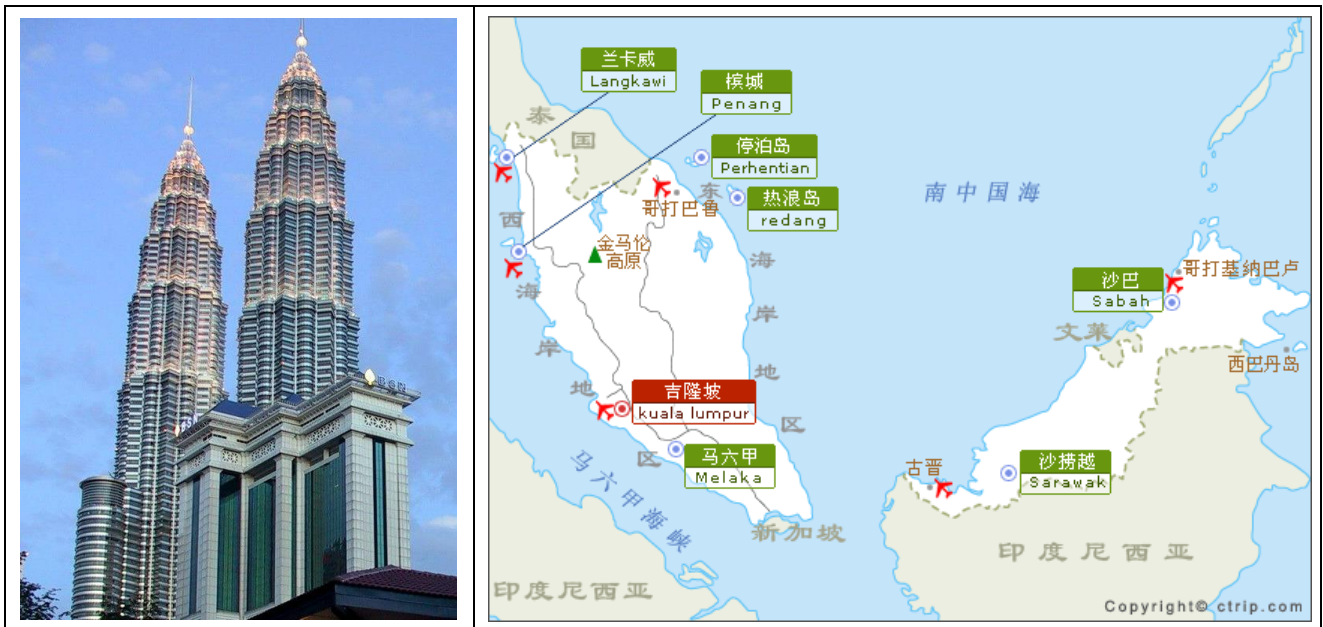 兰卡威
Langkawi
槟城
Penang
泰国
停泊岛
Perhentian
热浪岛
redang
哥打巴鲁
金马伦
高原
西海岸地区
东海岸地区
南中国海
哥打基纳巴卢
沙巴
Sabah
文莱
西巴丹岛
吉隆坡
kuala lumpur
马六甲
Melaka
古晋
沙捞越
Sarawak
马六甲海峡
新加坡
印度尼西亚
印度尼西亚
Copyright© ctrip.com